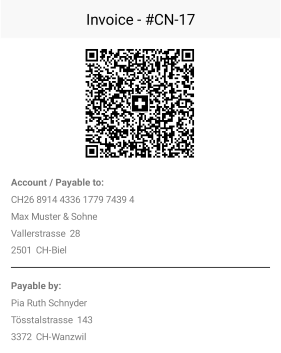 Invoice - #CN-17
Account / Payable to:
CH26 8914 4336 1779 7439 4
Max Muster & Sohne
Vallerstrasse 28
2501 CH-Biel
Payable by:
Pia Ruth Schnyder
Tösstalstrasse 143
3372 CH-Wanzwil